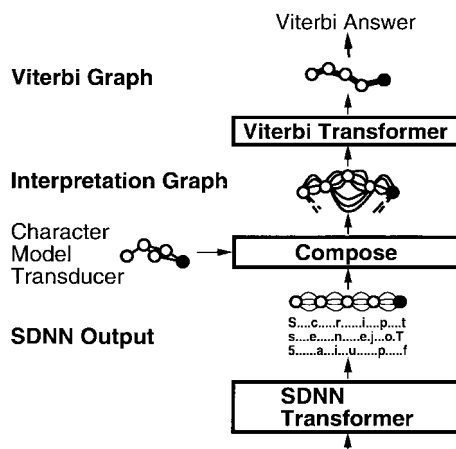 Viterbi Answer
Viterbi Graph
Viterbi Transformer
Interpretation Graph
Character
Model
Transducer
Compose
SDNN Output
S....c.....r......i....p....t
s.....e.....n.....e.j...o.T
5......a...i...u......p.....f
SDNN
Transformer